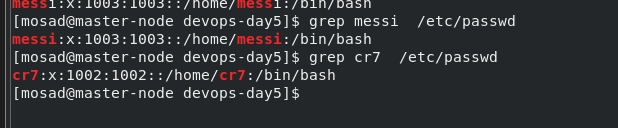 messi:x:1003:1003::/home/messi:/bin/bash
[mosad@master-node devops-day5]$ grep messi  /etc/passwd
messi:x:1003:1003::/home/messi:/bin/bash
[mosad@master-node devops-day5]$ grep cr7  /etc/passwd
cr7:x:1002:1002::/home/cr7:/bin/bash
[mosad@master-node devops-day5]$